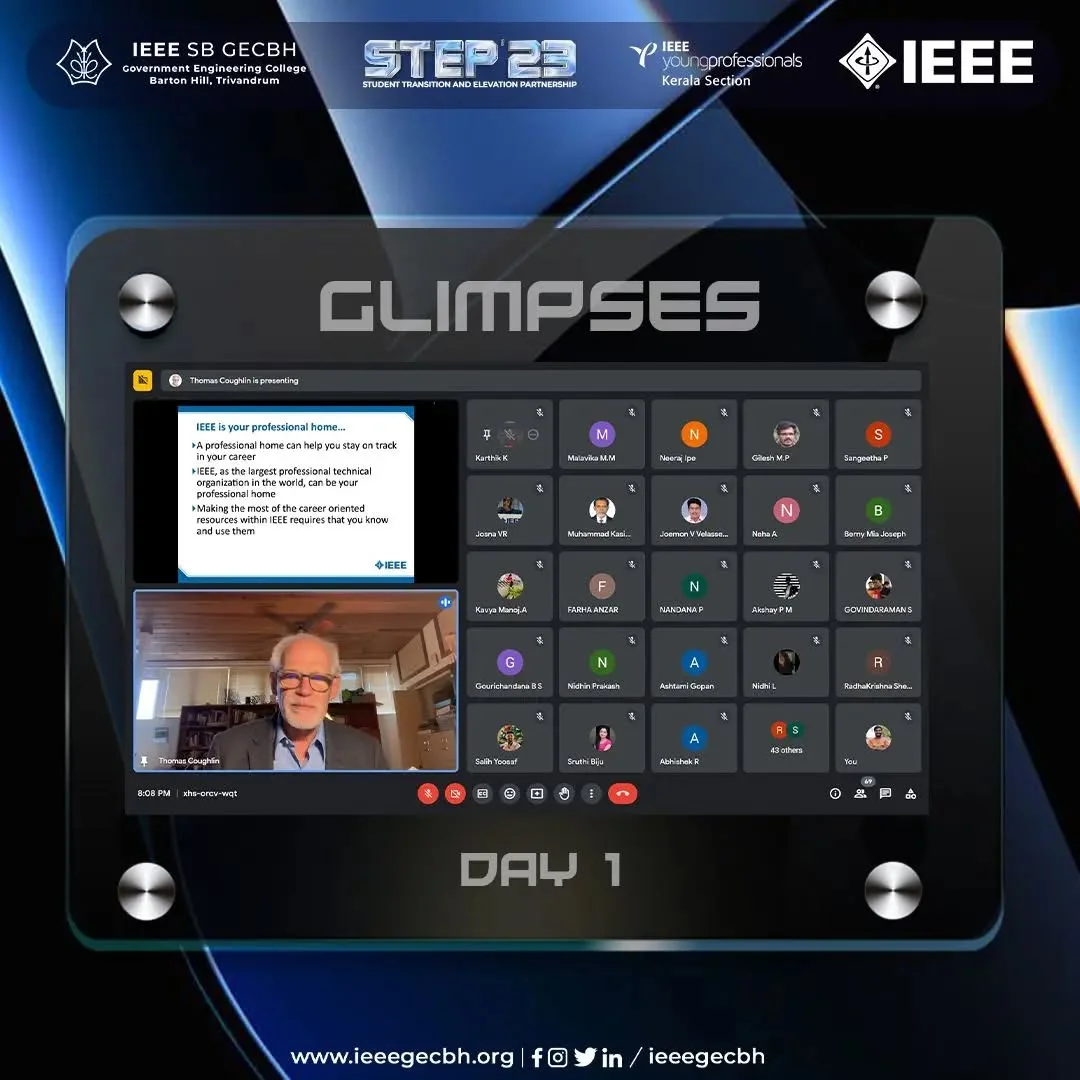 IEEE SB GECBH
Government Engineering College
Barton Hill, Trivandrum
STEP'23
STUDENT TRANSITION AND ELEVATION PARTNERSHIP
IEEE
youngprofessionals
Kerala Section
IEEE
GLIMPSES
Thomas Coughlin is presenting
IEEE is your professional home...
A professional home can help you stay on track
in your career
IEEE, as the largest professional technical
organization in the world, can be your
professional home
Making the most of the career oriented
resources within IEEE requires that you know
and use them
IEEE
Thomas Coughlin
Karthik K
M
Malavika M.M
N
Neeraj Ipe
Gilesh M.P
S
Sangeetha P
Josna VR
Muhammad Kasi...
Joemon V Velasse...
N
Neha A
B
Berny Mia Joseph
Kavya Manoj.A
F
FARHA ANZAR
N
NANDANA P
Akshay P M
GOVINDARAMAN S
G
Gourichandana B S
N
Nidhin Prakash
A
Ashtami Gopan
Nidhi L
R
RadhaKrishna She...
Salih Yoosaf
Sruthi Biju
A
Abhishek R
R S
43 others
You
8:08 PM | xhs-orcv-wqt
69
DAY 1
www.ieeegecbh.org | / ieeegecbh